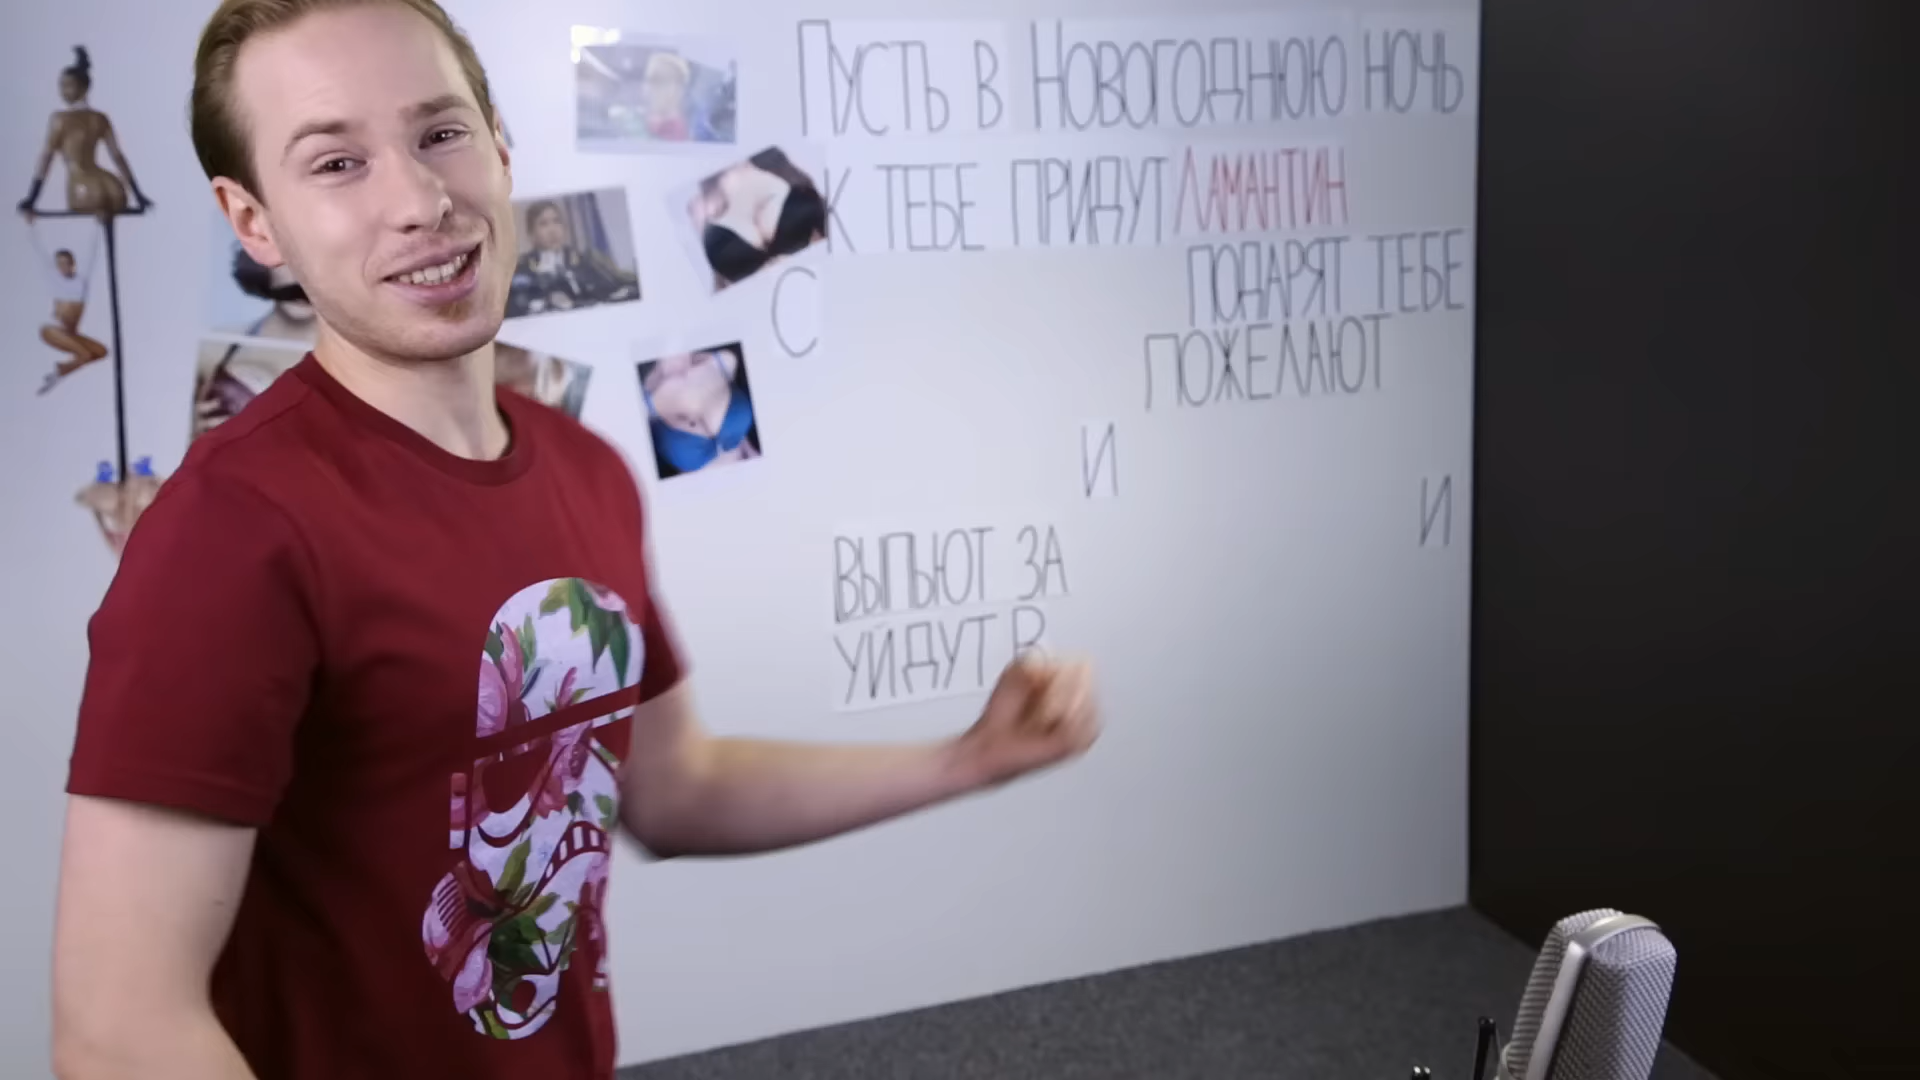 Пусть в Новогоднюю ночь
к тебе придут Ламантин
с
подарят тебе
пожелают
и
и
выпьют за
уйдут в